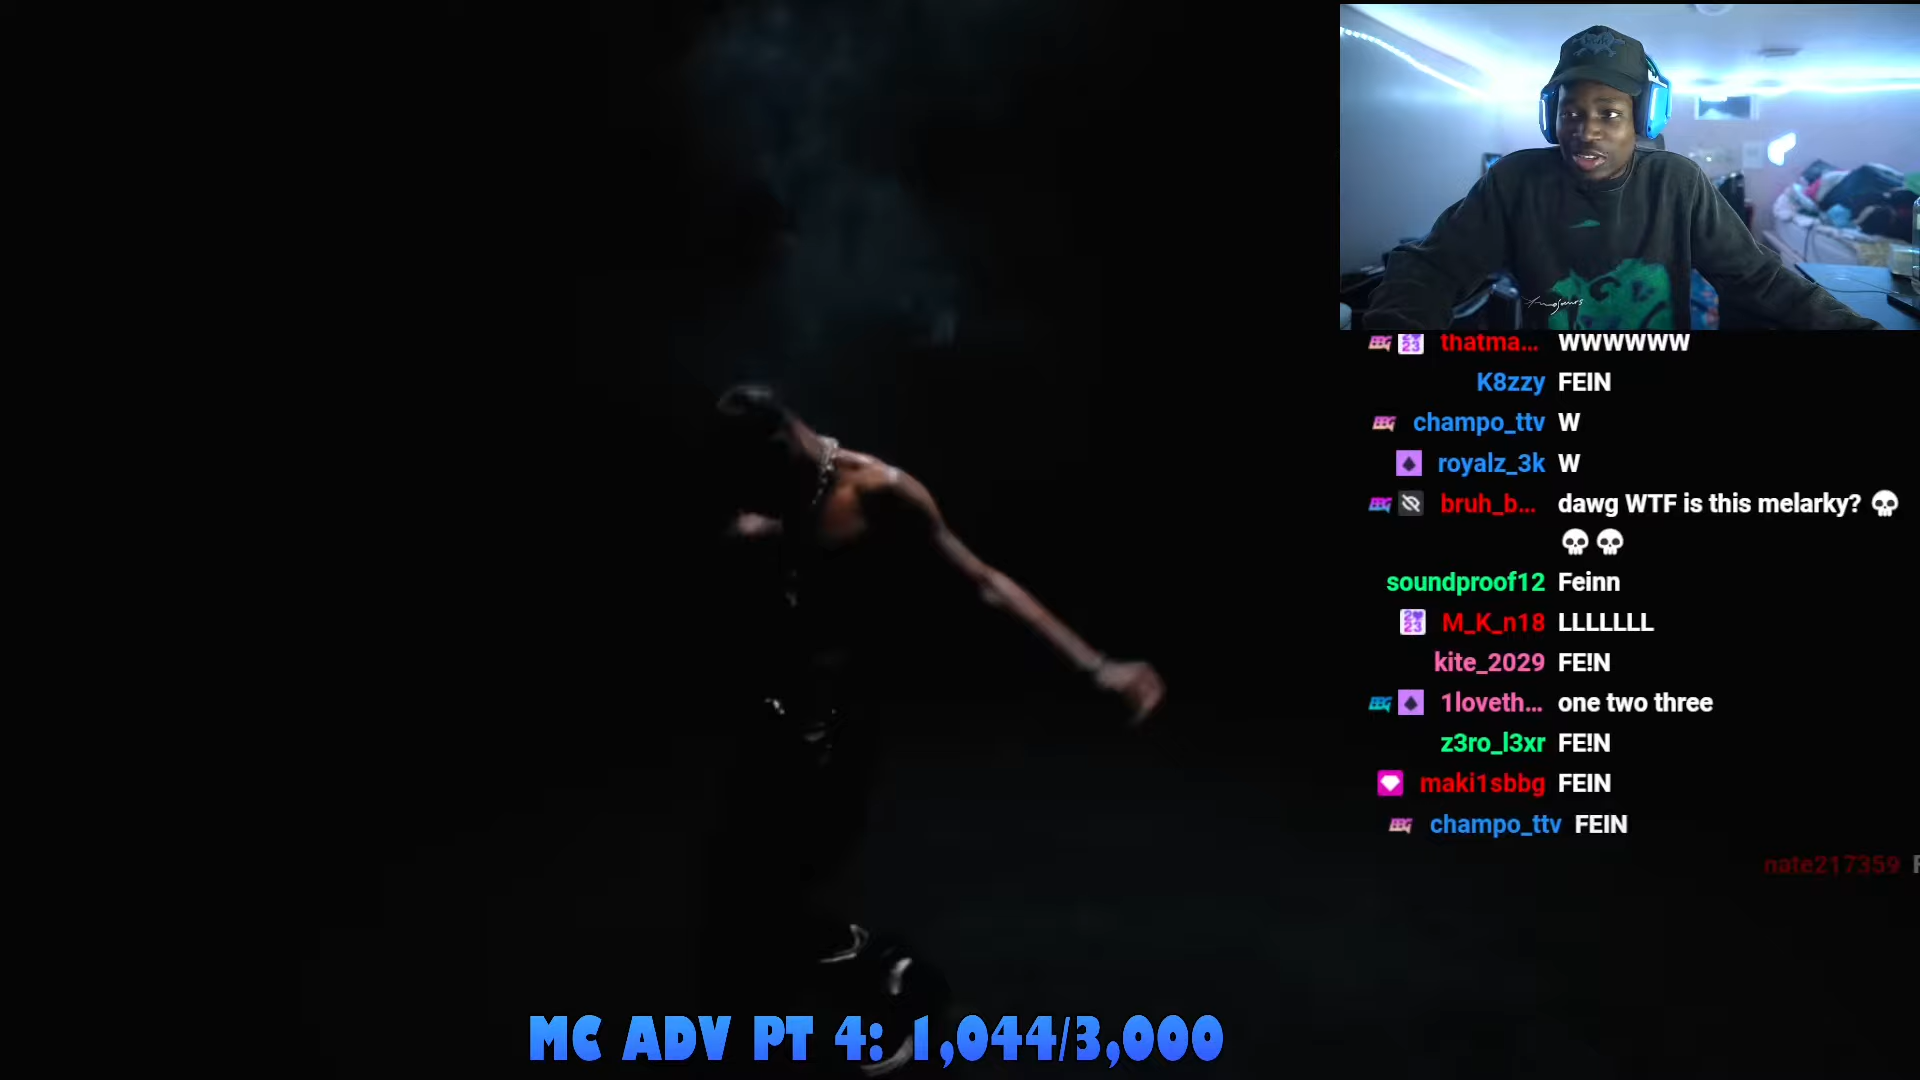 thatma... WWWWWW
K8zzy FEIN
champo_ttv W
royalz_3k W
bruh_b... dawg WTF is this melarky? 💀
💀💀
soundproof12 Feinn
M_K_n18 LLLLLLL
kite_2029 FE!N
1loveth... one two three
z3ro_l3xr FE!N
maki1sbbg FEIN
champo_ttv FEIN
nate217359 F
MC ADV PT 4: 1,044/3,000